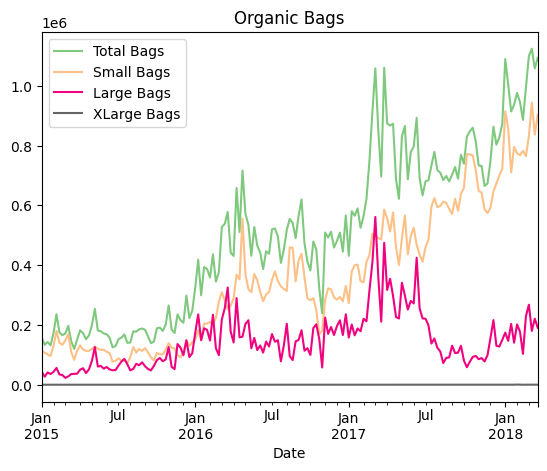 Organic Bags
1e6
Total Bags
Small Bags
Large Bags
XLarge Bags
1.0
0.8
0.6
0.4
0.2
0.0
Jan Jul Jan Jul Jan Jul Jan
2015 2016 2017 2018
Date